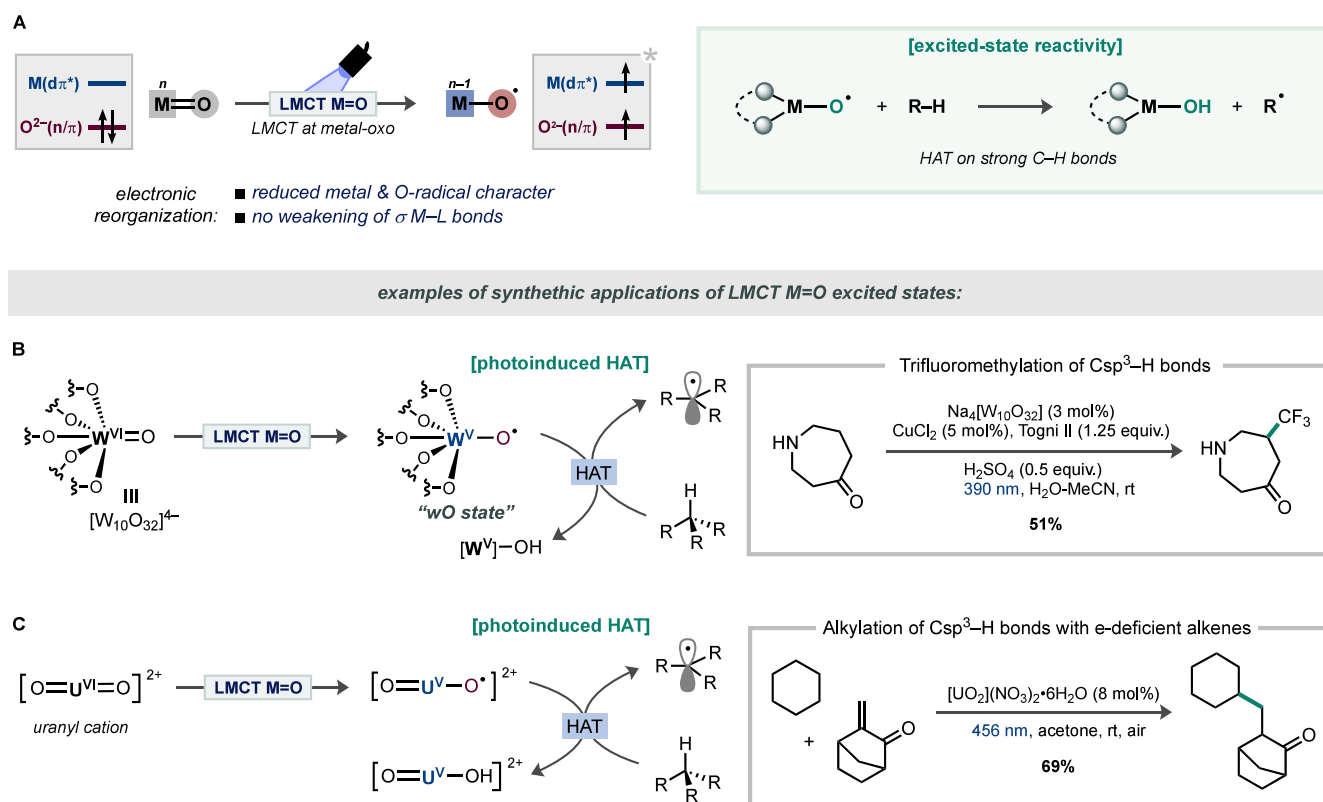 A
M(dπ*)
O²⁻(n/π)
n
M=O
LMCT M=O
LMCT at metal-oxo
n–1
M–O•
*
M(dπ*)
O²⁻(n/π)
electronic
reorganization:
■ reduced metal & O-radical character
■ no weakening of σ M–L bonds
[excited-state reactivity]
M–O• + R–H M–OH + R•
HAT on strong C–H bonds
examples of synthethic applications of LMCT M=O excited states:
B
[photoinduced HAT]
O
O
O
O
O
Wᴠᴵ=O
[W₁₀O₃₂]⁴⁻
LMCT M=O
O
O
O
O
O
Wⱽ–O•
"wO state"
HAT
R
R
R
H
R
R
R
[Wⱽ]–OH
Trifluoromethylation of Csp³–H bonds
HN
O
Na₄[W₁₀O₃₂] (3 mol%)
CuCl₂ (5 mol%), Togni II (1.25 equiv.)
H₂SO₄ (0.5 equiv.)
390 nm, H₂O-MeCN, rt
51%
CF₃
HN
O
C
[photoinduced HAT]
[O=Uⱽᴵ=O]²⁺
uranyl cation
LMCT M=O
[O=Uⱽ–O•]²⁺
HAT
R
R
R
H
R
R
R
[O=Uⱽ–OH]²⁺
Alkylation of Csp³–H bonds with e-deficient alkenes
+
O
[UO₂](NO₃)₂•6H₂O (8 mol%)
456 nm, acetone, rt, air
69%
O